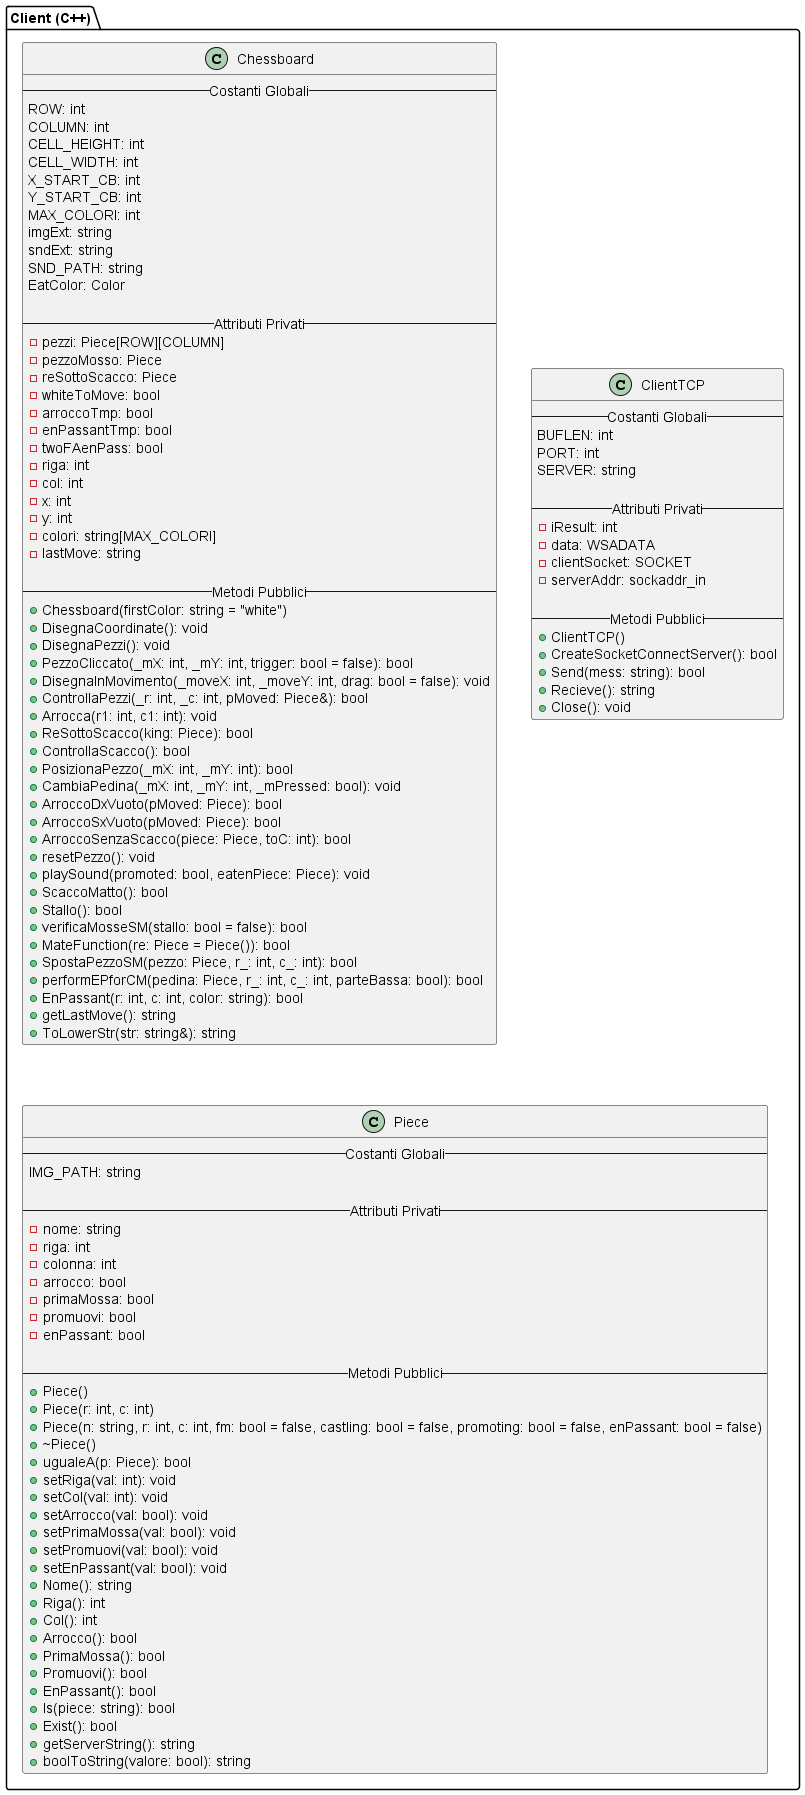 Client (C++)
C Chessboard
Costanti Globali
ROW: int
COLUMN: int
CELL_HEIGHT: int
CELL_WIDTH: int
X_START_CB: int
Y_START_CB: int
MAX_COLORI: int
imgExt: string
sndExt: string
SND_PATH: string
EatColor: Color
Attributi Privati
pezzi: Piece[ROW][COLUMN]
pezzoMosso: Piece
reSottoScacco: Piece
whiteToMove: bool
arroccoTmp: bool
enPassantTmp: bool
twoFAenPass: bool
riga: int
col: int
x: int
y: int
colori: string[MAX_COLORI]
lastMove: string
Metodi Pubblici
Chessboard(firstColor: string = "white")
DisegnaCoordinate(): void
DisegnaPezzi(): void
PezzoCliccato(_mX: int, _mY: int, trigger: bool = false): bool
DisegnaInMovimento(_moveX: int, _moveY: int, drag: bool = false): void
ControllaPezzi(_r: int, _c: int, pMoved: Piece&): bool
Arrocca(r1: int, c1: int): void
ReSottoScacco(king: Piece): bool
ControllaScacco(): bool
PosizionaPezzo(_mX: int, _mY: int): bool
CambiaPedina(_mX: int, _mY: int, _mPressed: bool): void
ArroccoDxVuoto(pMoved: Piece): bool
ArroccoSxVuoto(pMoved: Piece): bool
ArroccoSenzaScacco(piece: Piece, toC: int): bool
resetPezzo(): void
playSound(promoted: bool, eatenPiece: Piece): void
ScaccoMatto(): bool
Stallo(): bool
verificaMosseSM(stallo: bool = false): bool
MateFunction(re: Piece = Piece()): bool
SpostaPezzoSM(pezzo: Piece, r_: int, c_: int): bool
performEPforCM(pedina: Piece, r_: int, c_: int, parteBassa: bool): bool
EnPassant(r: int, c: int, color: string): bool
getLastMove(): string
ToLowerStr(str: string&): string
C ClientTCP
Costanti Globali
BUFLEN: int
PORT: int
SERVER: string
Attributi Privati
iResult: int
data: WSADATA
clientSocket: SOCKET
serverAddr: sockaddr_in
Metodi Pubblici
ClientTCP()
CreateSocketConnectServer(): bool
Send(mess: string): bool
Recieve(): string
Close(): void
C Piece
Costanti Globali
IMG_PATH: string
Attributi Privati
nome: string
riga: int
colonna: int
arrocco: bool
primaMossa: bool
promuovi: bool
enPassant: bool
Metodi Pubblici
Piece()
Piece(r: int, c: int)
Piece(n: string, r: int, c: int, fm: bool = false, castling: bool = false, promoting: bool = false, enPassant: bool = false)
~Piece()
ugualeA(p: Piece): bool
setRiga(val: int): void
setCol(val: int): void
setArrocco(val: bool): void
setPrimaMossa(val: bool): void
setPromuovi(val: bool): void
setEnPassant(val: bool): void
Nome(): string
Riga(): int
Col(): int
Arrocco(): bool
PrimaMossa(): bool
Promuovi(): bool
EnPassant(): bool
Is(piece: string): bool
Exist(): bool
getServerString(): string
boolToString(valore: bool): string